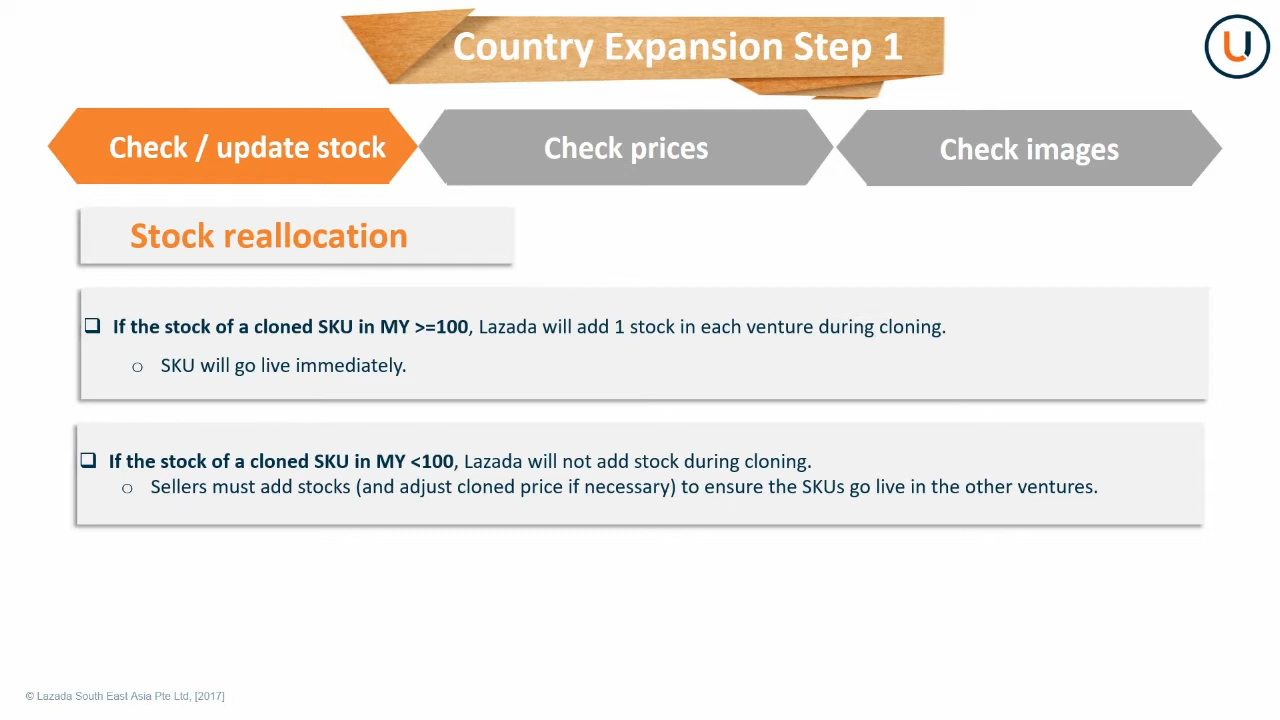 Country Expansion Step 1
U
Check / update stock
Check prices
Check images
Stock reallocation
❑ If the stock of a cloned SKU in MY >=100, Lazada will add 1 stock in each venture during cloning.
o SKU will go live immediately.
❑ If the stock of a cloned SKU in MY <100, Lazada will not add stock during cloning.
o Sellers must add stocks (and adjust cloned price if necessary) to ensure the SKUs go live in the other ventures.
© Lazada South East Asia Pte Ltd, [2017]